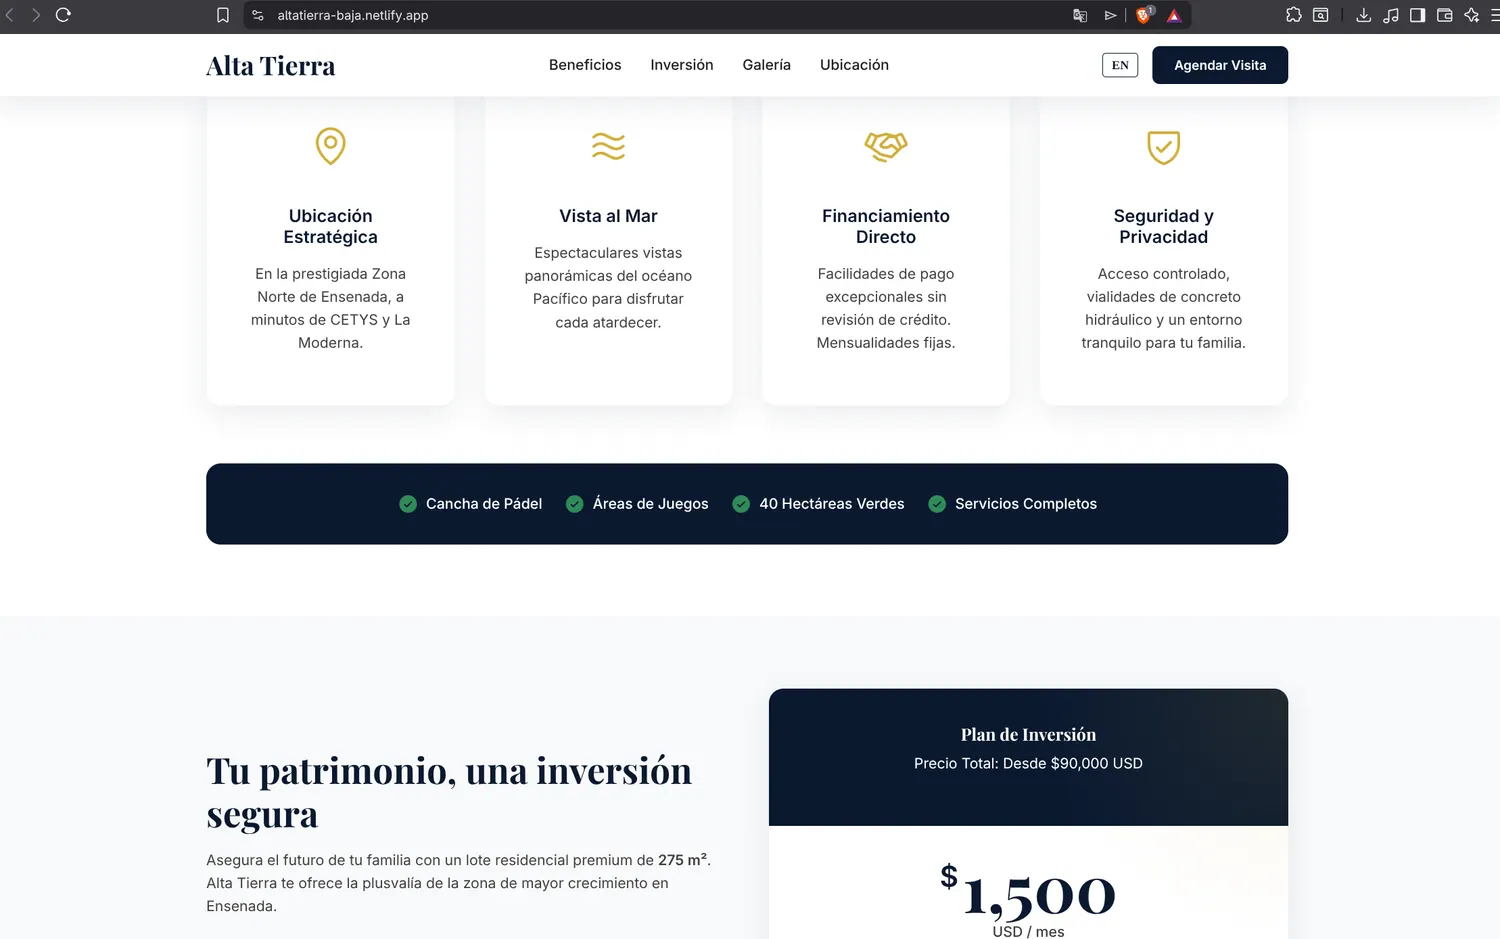 altatierra-baja.netlify.app
1
Alta Tierra
Beneficios
Inversión
Galería
Ubicación
EN
Agendar Visita
Ubicación
Estratégica
En la prestigiada Zona
Norte de Ensenada, a
minutos de CETYS y La
Moderna.
Vista al Mar
Espectaculares vistas
panorámicas del océano
Pacífico para disfrutar
cada atardecer.
Financiamiento
Directo
Facilidades de pago
excepcionales sin
revisión de crédito.
Mensualidades fijas.
Seguridad y
Privacidad
Acceso controlado,
vialidades de concreto
hidráulico y un entorno
tranquilo para tu familia.
Cancha de Pádel
Áreas de Juegos
40 Hectáreas Verdes
Servicios Completos
Tu patrimonio, una inversión
segura
Asegura el futuro de tu familia con un lote residencial premium de 275 m².
Alta Tierra te ofrece la plusvalía de la zona de mayor crecimiento en
Ensenada.
Plan de Inversión
Precio Total: Desde $90,000 USD
$1,500
USD / mes